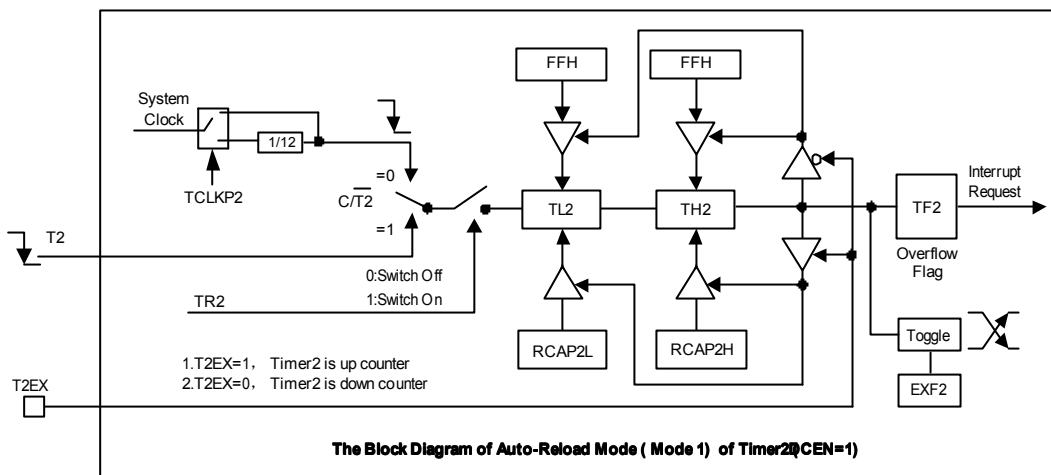 FFH
FFH
System
Clock
1/12
TCLKP2
=0
C/T2
=1
TL2
TH2
TF2
Interrupt
Request
T2
Overflow
Flag
0:Switch Off
1:Switch On
TR2
RCAP2L
RCAP2H
Toggle
EXF2
1.T2EX=1, Timer2 is up counter
2.T2EX=0, Timer2 is down counter
T2EX
The Block Diagram of Auto-Reload Mode ( Mode 1) of Timer2 (DCEN=1)